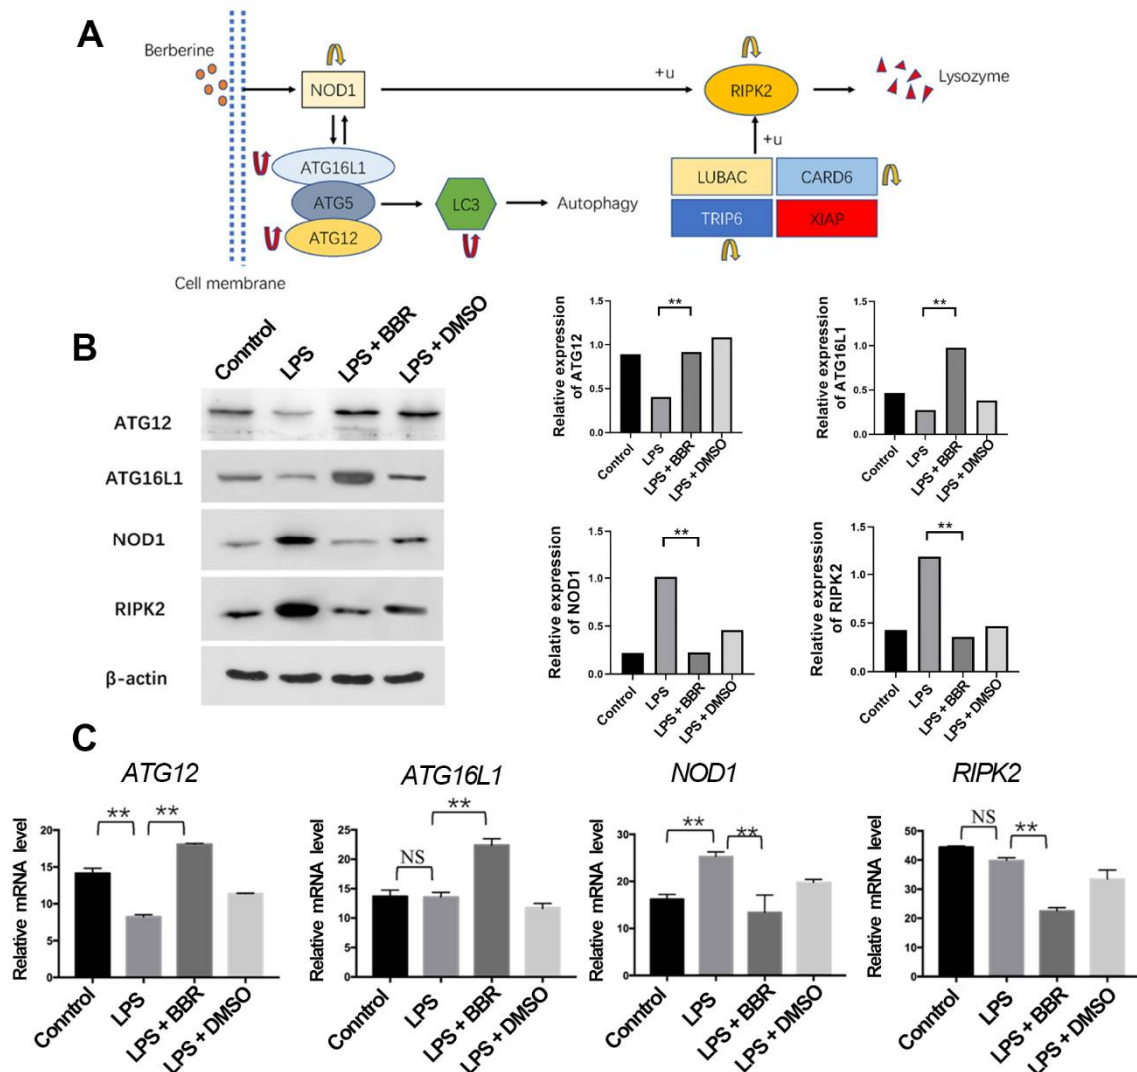 A
Berberine
NOD1
+u
RIPK2
Lysozyme
+u
ATG16L1
ATG5
ATG12
LC3
Autophagy
LUBAC
CARD6
TRIP6
XIAP
Cell membrane
B
Conntrol
LPS
LPS + BBR
LPS + DMSO
ATG12
ATG16L1
NOD1
RIPK2
β-actin
Relative expression
of ATG12
1.5
1.0
0.5
0.0
**
Control
LPS
LPS + BBR
LPS + DMSO
Relative expression
of ATG16L1
1.5
1.0
0.5
0.0
**
Control
LPS
LPS + BBR
LPS + DMSO
Relative expression
of NOD1
1.5
1.0
0.5
0.0
**
Control
LPS
LPS + BBR
LPS + DMSO
Relative expression
of RIPK2
1.5
1.0
0.5
0.0
**
Control
LPS
LPS + BBR
LPS + DMSO
C
ATG12
Relative mRNA level
20
15
10
5
0
**
**
Conntrol
LPS
LPS + BBR
LPS + DMSO
ATG16L1
Relative mRNA level
25
20
15
10
5
0
NS
**
Conntrol
LPS
LPS + BBR
LPS + DMSO
NOD1
Relative mRNA level
30
20
10
0
**
**
Conntrol
LPS
LPS + BBR
LPS + DMSO
RIPK2
Relative mRNA level
50
40
30
20
10
0
NS
**
Conntrol
LPS
LPS + BBR
LPS + DMSO